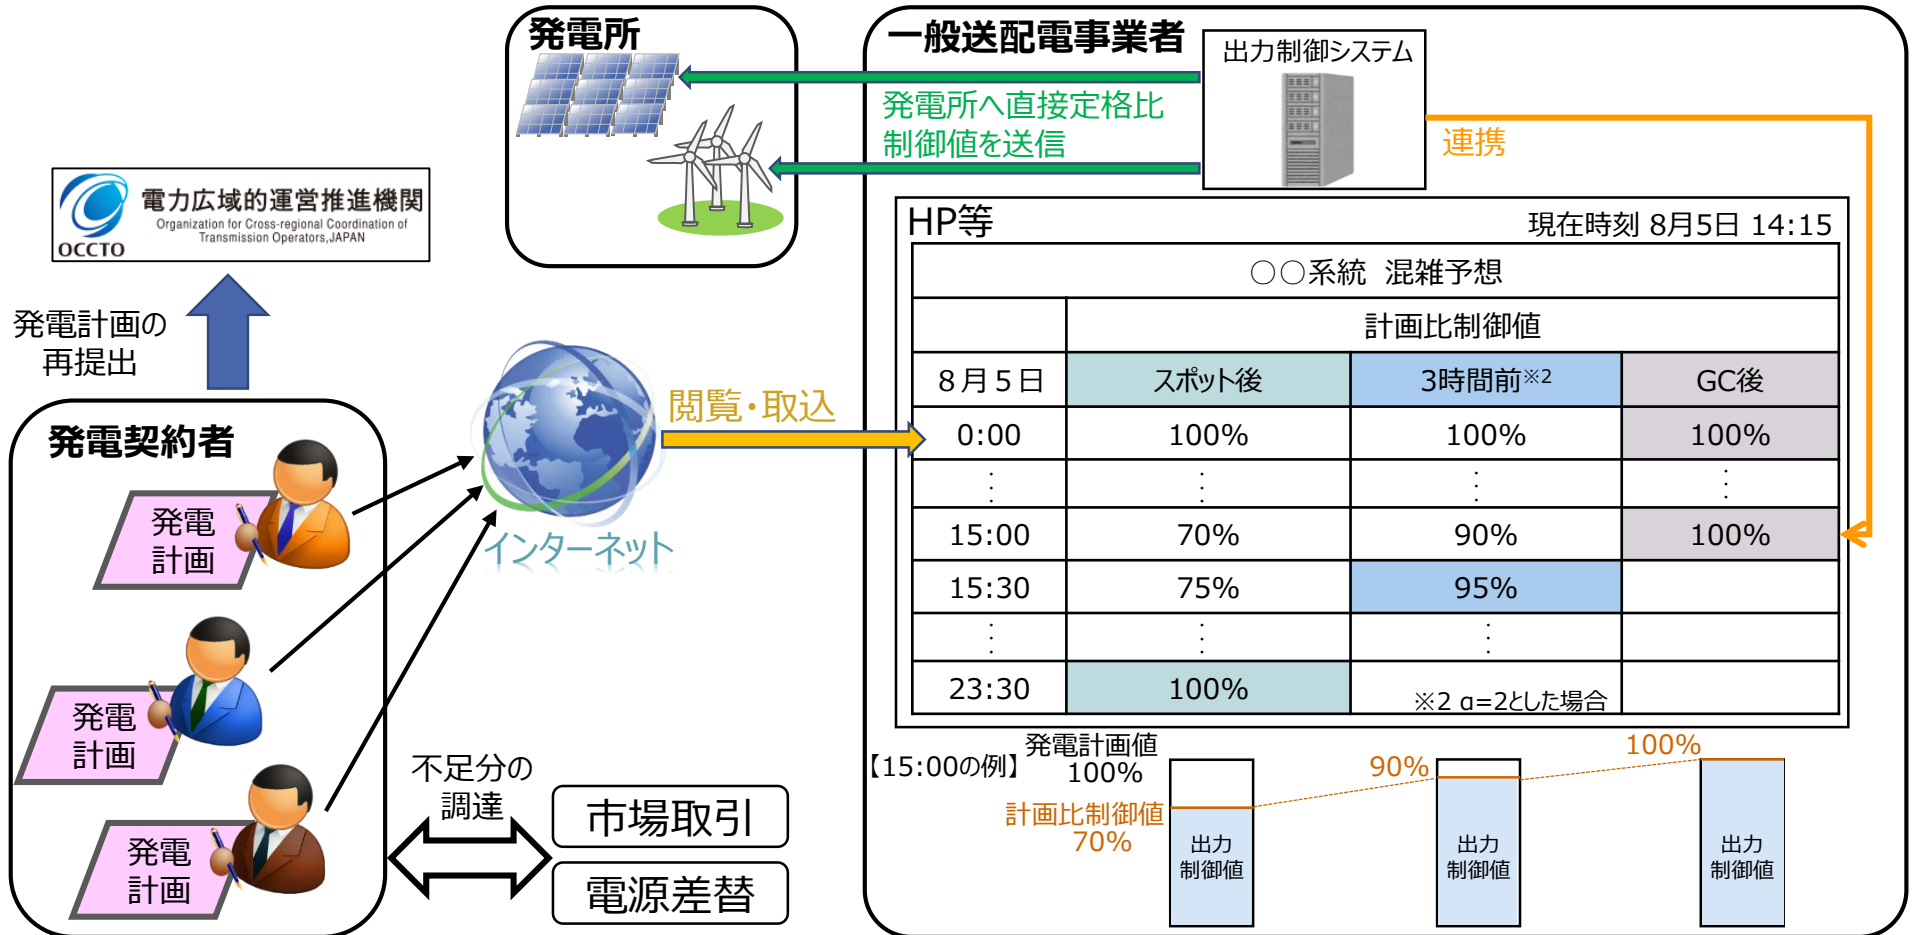 発電所
一般送配電事業者
出力制御システム
発電所へ直接定格比
制御値を送信
連携
電力広域的運営推進機関
Organization for Cross-regional Coordination of
Transmission Operators,JAPAN
OCCTO
発電計画の
再提出
HP等
現在時刻 8月5日 14:15
○○系統 混雑予想
計画比制御値
8月5日 スポット後 3時間前※2 GC後
0:00 100% 100% 100%
: : : :
15:00 70% 90% 100%
15:30 75% 95%
: : :
23:30 100% ※2 α=2とした場合
閲覧・取込
インターネット
発電契約者
発電
計画
発電
計画
発電
計画
不足分の
調達
市場取引
電源差替
【15:00の例】
発電計画値
100%
計画比制御値
70%
90%
100%
出力
制御値
出力
制御値
出力
制御値